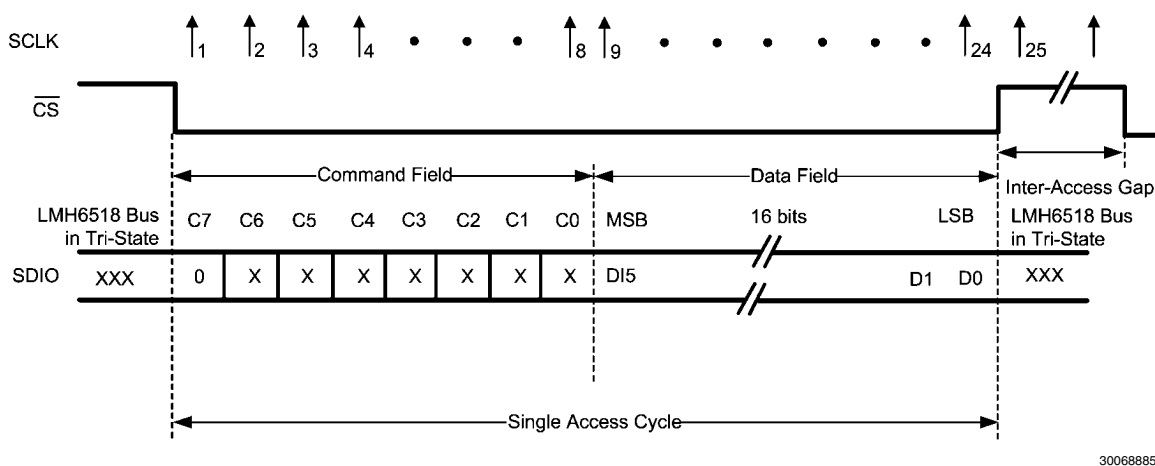 SCLK 1 2 3 4 8 9 24 25
CS
Command Field Data Field
Inter-Access Gap
LMH6518 Bus
in Tri-State
C7 C6 C5 C4 C3 C2 C1 C0 MSB 16 bits LSB
LMH6518 Bus
in Tri-State
SDIO XXX 0 X X X X X X X DI5 D1 D0 XXX
Single Access Cycle
30068885